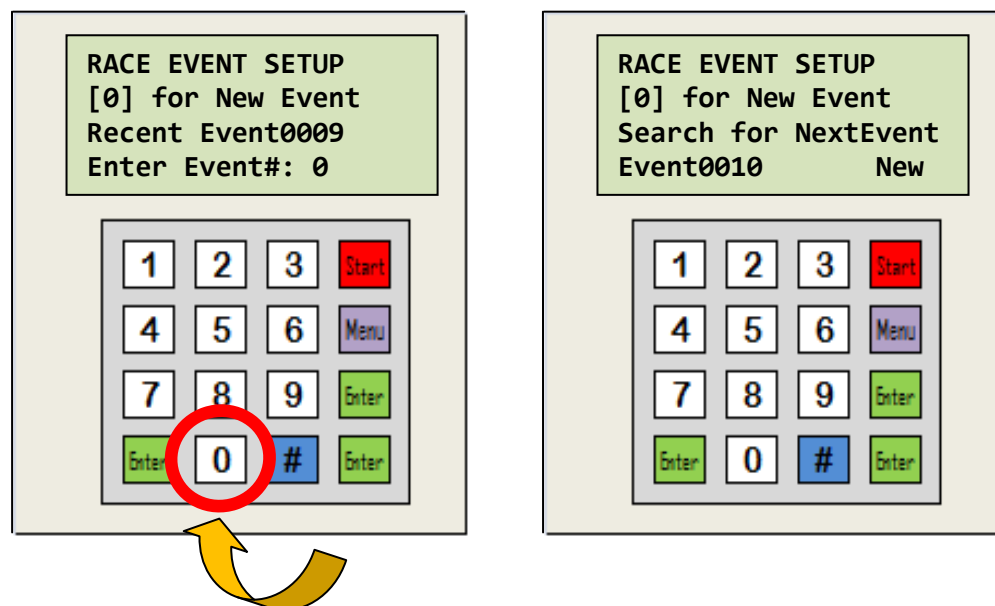 RACE EVENT SETUP
[0] for New Event
Recent Event0009
Enter Event#: 0
1 2 3 Start
4 5 6 Menu
7 8 9 Enter
Enter 0 # Enter
RACE EVENT SETUP
[0] for New Event
Search for NextEvent
Event0010 New
1 2 3 Start
4 5 6 Menu
7 8 9 Enter
Enter 0 # Enter